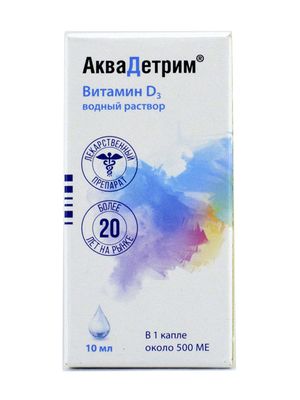 АкваДетрим®
Витамин D₃
водный раствор
ЛЕКАРСТВЕННЫЙ
ПРЕПАРАТ
БОЛЕЕ
20
ЛЕТ НА РЫНКЕ
10 мл
В 1 капле
около 500 МЕ